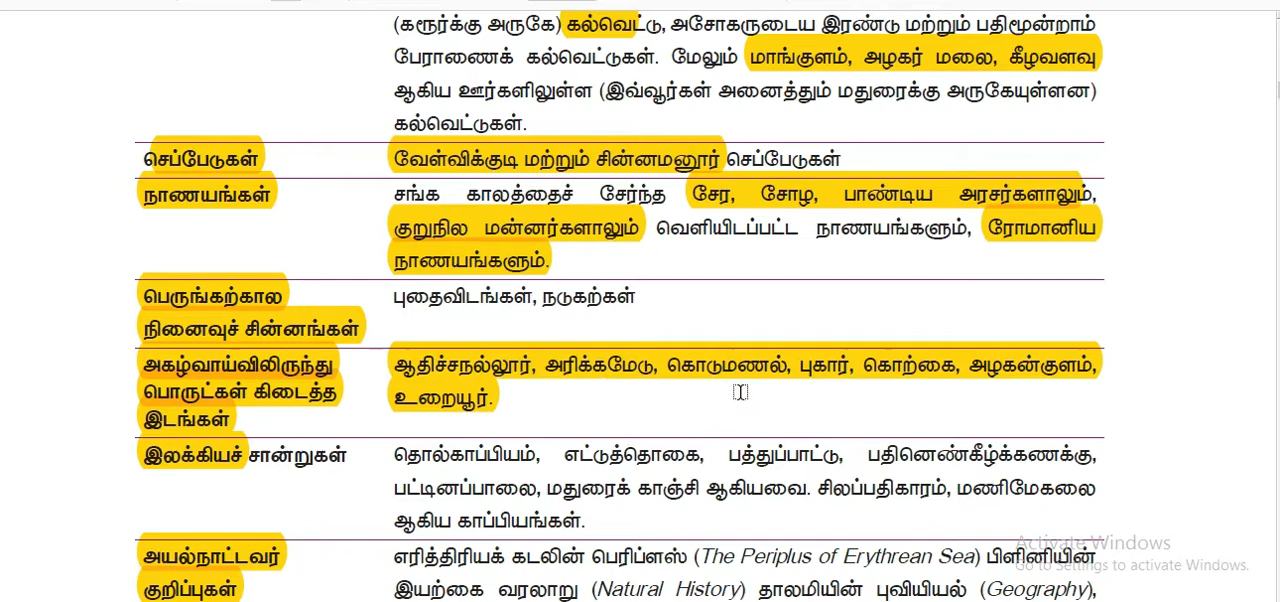 (கரூர்க்கு அருகே) கல்வெட்டு, அசோகருடைய இரண்டு மற்றும் பதிமூன்றாம்
பேராணைக் கல்வெட்டுகள். மேலும் மாங்குளம், அழகர் மலை, கீழவளவு
ஆகிய ஊர்களிலுள்ள (இவ்வூர்கள் அனைத்தும் மதுரைக்கு அருகேயுள்ளன)
கல்வெட்டுகள்.
செப்பேடுகள் வேள்விக்குடி மற்றும் சின்னமனூர் செப்பேடுகள்
நாணயங்கள் சங்க காலத்தைச் சேர்ந்த சேர, சோழ, பாண்டிய அரசர்களாலும்,
குறுநில மன்னர்களாலும் வெளியிடப்பட்ட நாணயங்களும், ரோமானிய
நாணயங்களும்.
பெருங்கற்கால புதைவிடங்கள், நடுகற்கள்
நினைவுச் சின்னங்கள்
அகழ்வாய்விலிருந்து ஆதிச்சநல்லூர், அரிக்கமேடு, கொடுமணல், புகார், கொற்கை, அழகன்குளம்,
பொருட்கள் கிடைத்த உறையூர்.
இடங்கள்
இலக்கியச் சான்றுகள் தொல்காப்பியம், எட்டுத்தொகை, பத்துப்பாட்டு, பதினெண்கீழ்க்கணக்கு,
பட்டினப்பாலை, மதுரைக் காஞ்சி ஆகியவை. சிலப்பதிகாரம், மணிமேகலை
ஆகிய காப்பியங்கள்.
அயல்நாட்டவர் எரித்திரியக் கடலின் பெரிப்ளஸ் (The Periplus of Erythrean Sea) பிளினியின்
குறிப்புகள் இயற்கை வரலாறு (Natural History) தாலமியின் புவியியல் (Geography),
Activate Windows
Go to Settings to activate Windows.